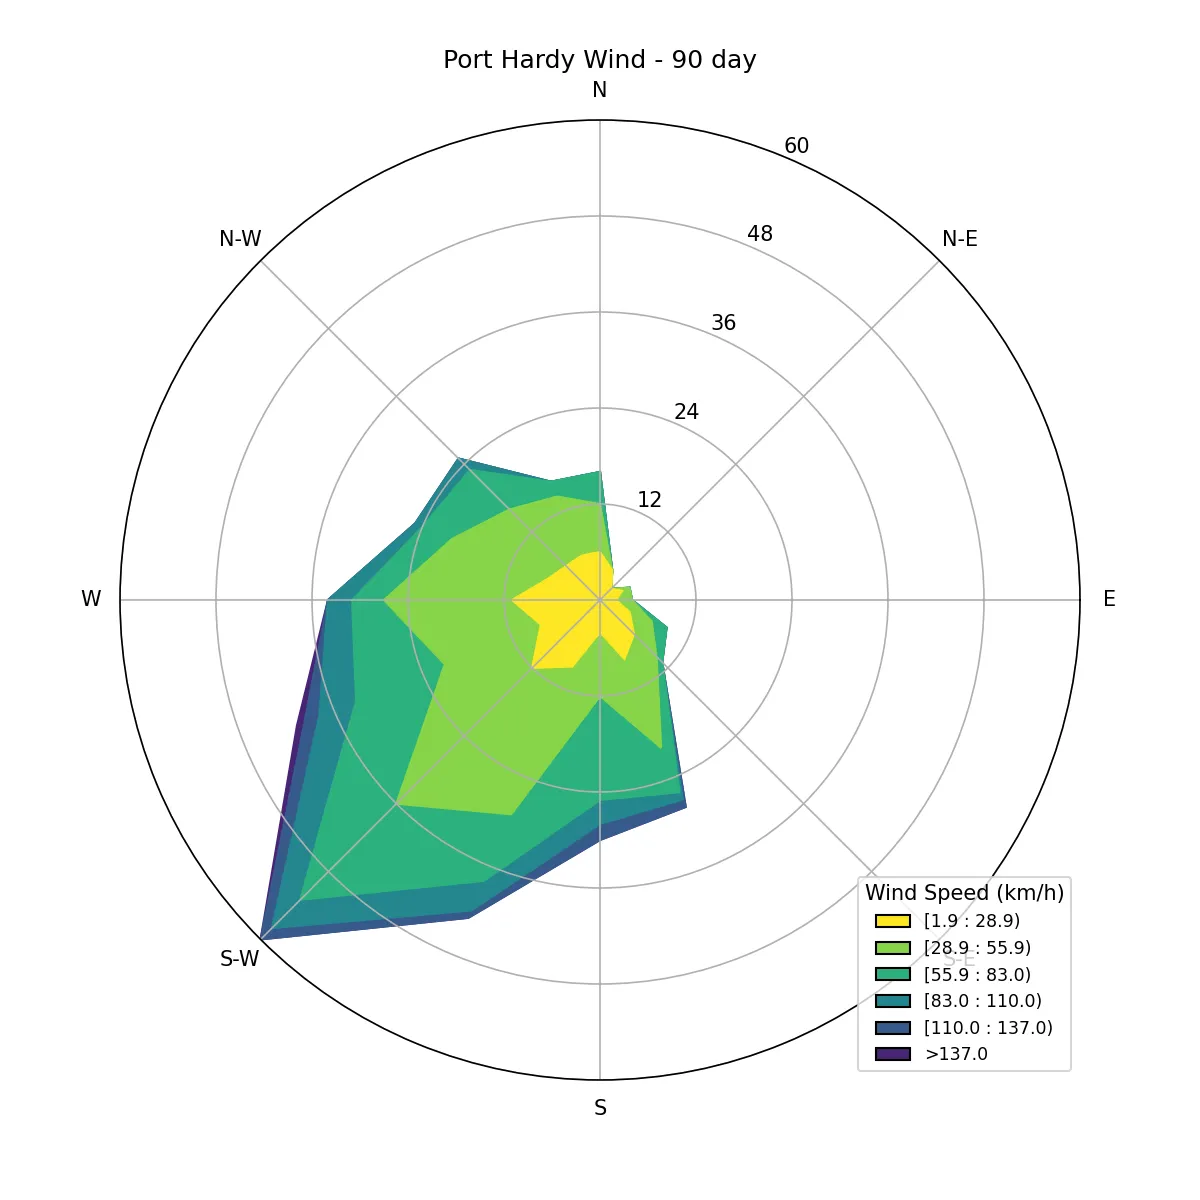 Port Hardy Wind - 90 day
N
60
N-W
48
N-E
36
24
12
W
E
S-W
S-E
S
Wind Speed (km/h)
[1.9 : 28.9)
[28.9 : 55.9)
[55.9 : 83.0)
[83.0 : 110.0)
[110.0 : 137.0)
>137.0